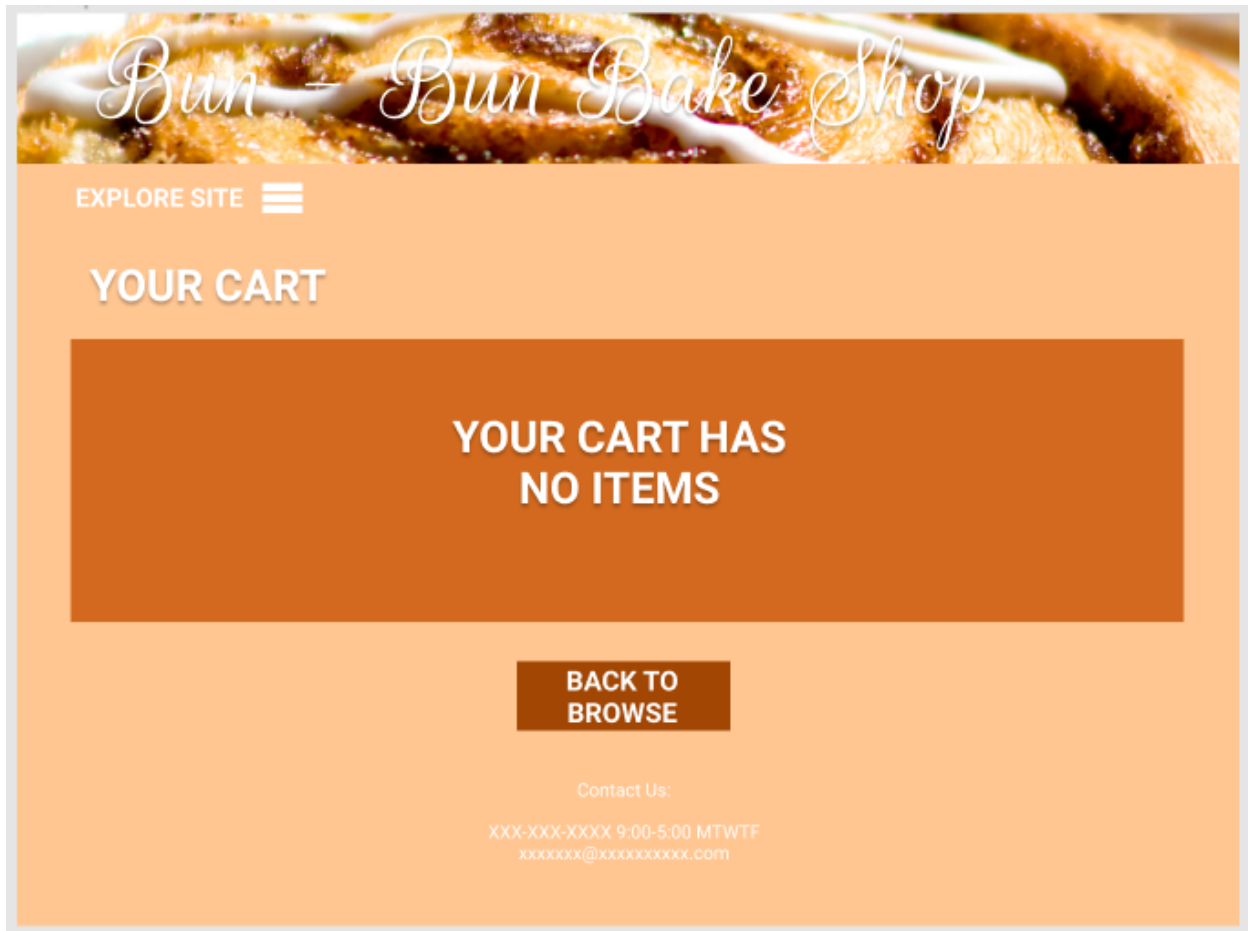 Bun - Bun Bake Shop
EXPLORE SITE
YOUR CART
YOUR CART HAS
NO ITEMS
BACK TO
BROWSE
Contact Us:
XXX-XXX-XXXX 9:00-5:00 MTWTF
xxxxxxx@xxxxxxxxxx.com